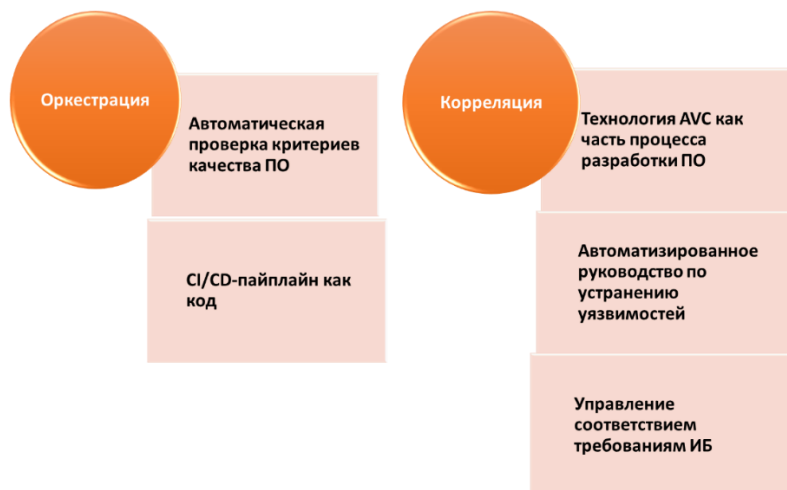 Оркестрация
Автоматическая
проверка критериев
качества ПО
CI/CD-пайплайн как
код
Корреляция
Технология AVC как
часть процесса
разработки ПО
Автоматизированное
руководство по
устранению
уязвимостей
Управление
соответствием
требованиям ИБ